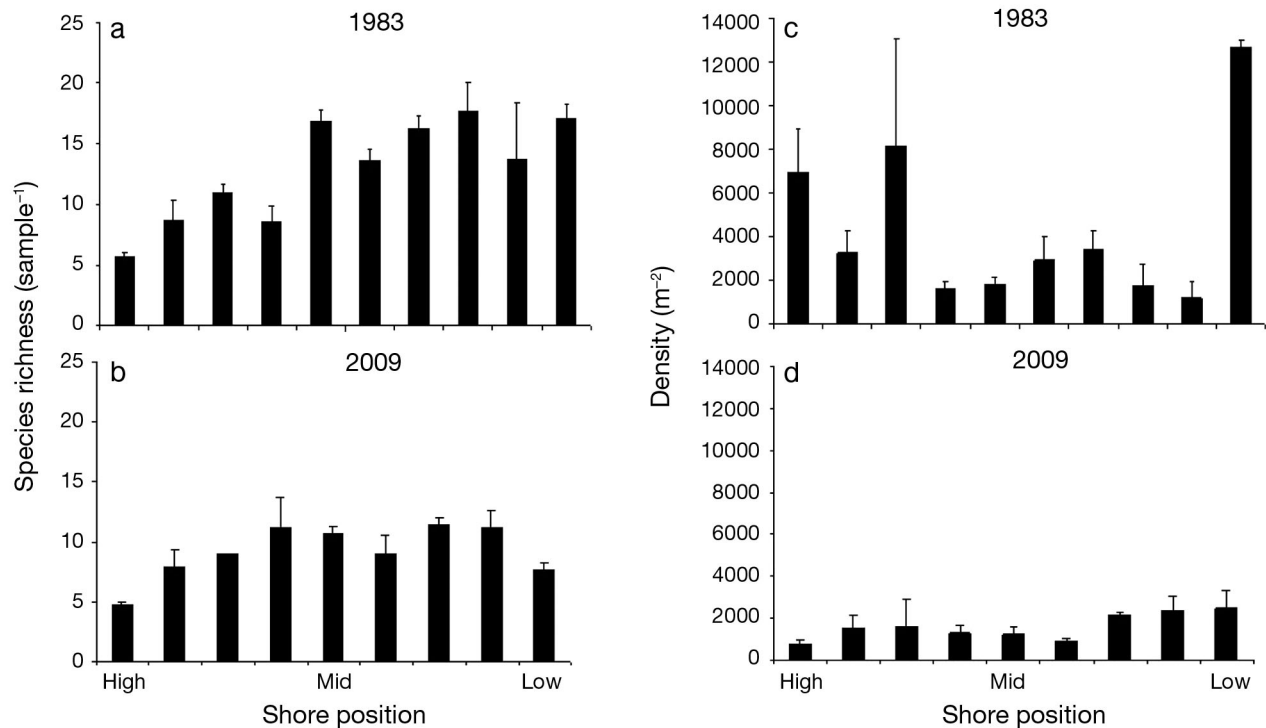 a
1983
25
20
15
10
5
0
b
2009
25
20
15
10
5
0
High
Mid
Low
Shore position
Species richness (sample⁻¹)
c
1983
14000
12000
10000
8000
6000
4000
2000
0
d
2009
14000
12000
10000
8000
6000
4000
2000
0
High
Mid
Low
Shore position
Density (m⁻²)